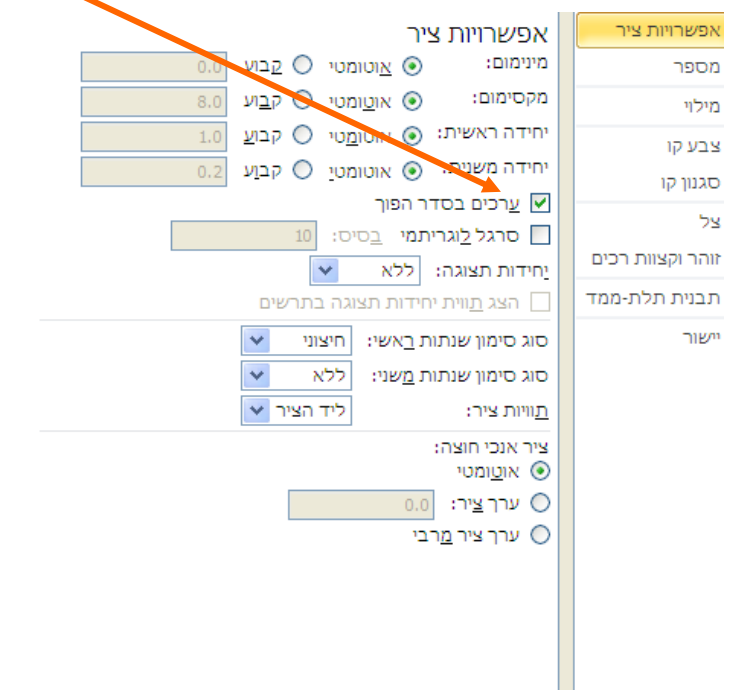 אפשרויות ציר
מספר
מילוי
צבע קו
סגנון קו
צל
זוהר וקצוות רכים
תבנית תלת-ממד
יישור
אפשרויות ציר
מינימום: אוטומטי קבוע 0.0
מקסימום: אוטומטי קבוע 8.0
יחידה ראשית: אוטומטי קבוע 1.0
יחידה משנית: אוטומטי קבוע 0.2
ערכים בסדר הפוך
סרגל לוגריתמי בסיס: 10
יחידות תצוגה: ללא
הצג תווית יחידות תצוגה בתרשים
סוג סימון שנתות ראשי: חיצוני
סוג סימון שנתות משני: ללא
תוויות ציר: ליד הציר
ציר אנכי חוצה:
אוטומטי
ערך ציר: 0.0
ערך ציר מרבי